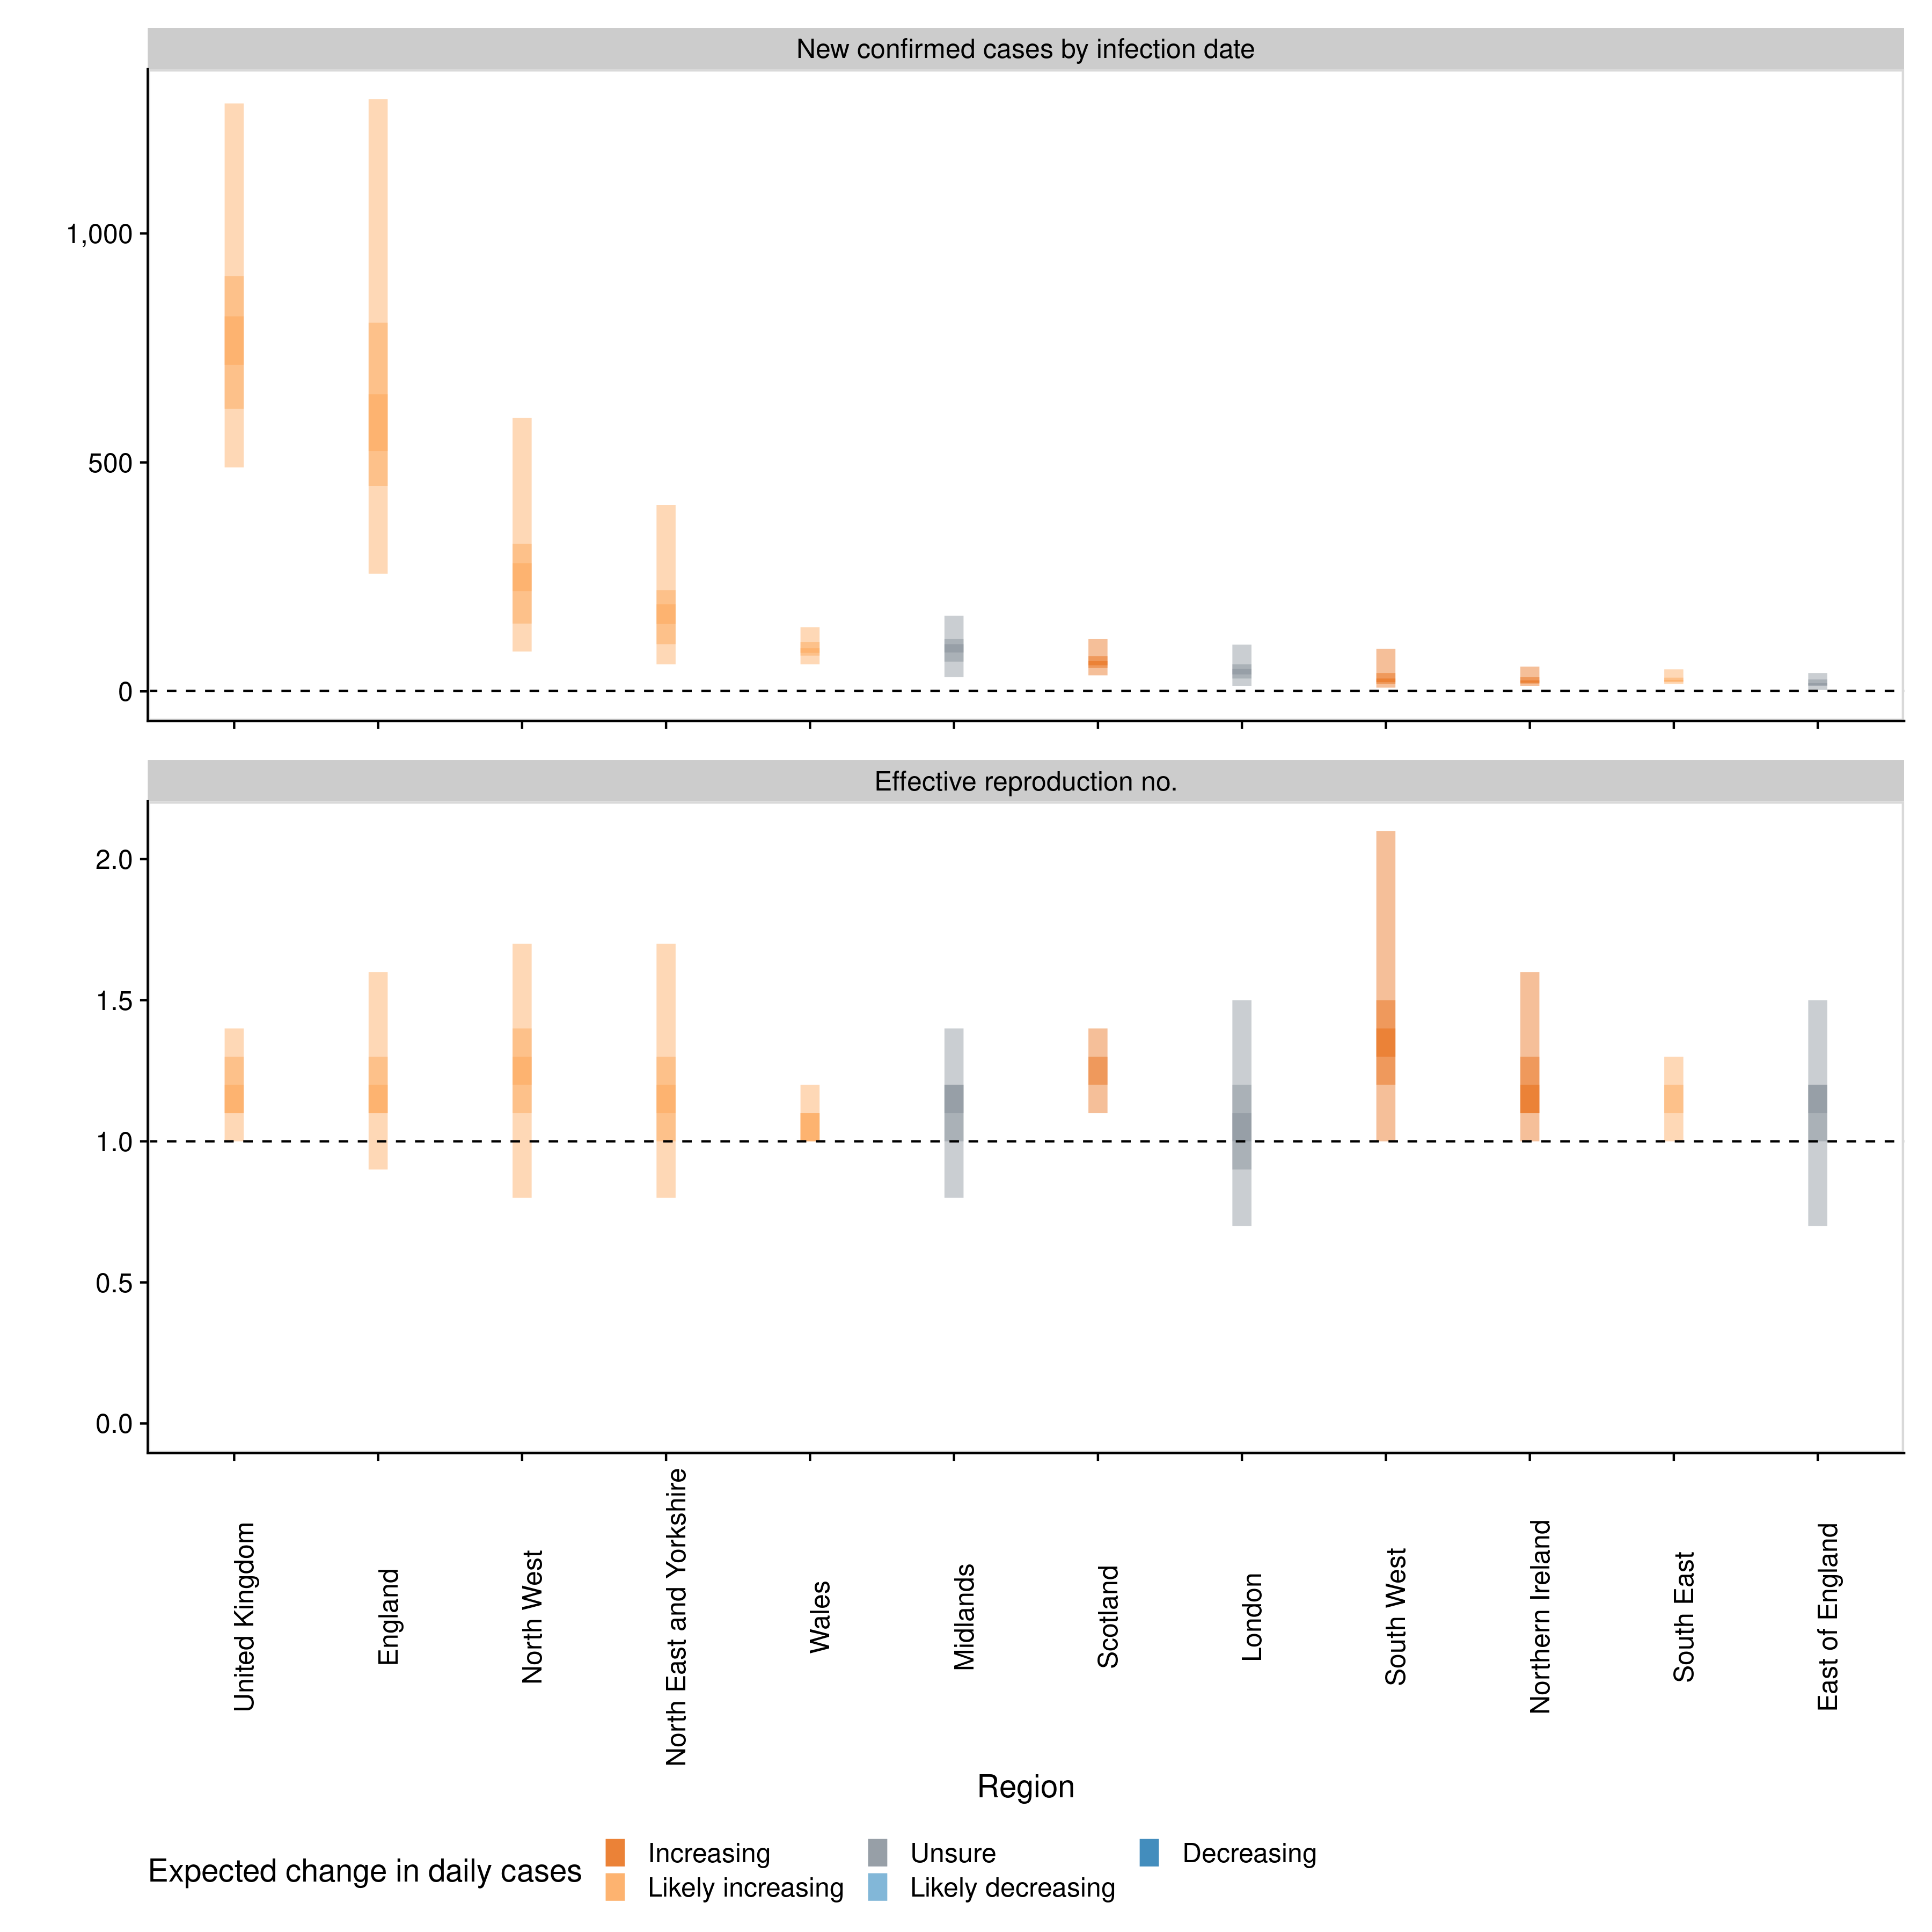 New confirmed cases by infection date
1,000
500
0
Effective reproduction no.
2.0
1.5
1.0
0.5
0.0
United Kingdom
England
North West
North East and Yorkshire
Wales
Midlands
Scotland
London
South West
Northern Ireland
South East
East of England
Region
Expected change in daily cases
Increasing
Likely increasing
Unsure
Likely decreasing
Decreasing